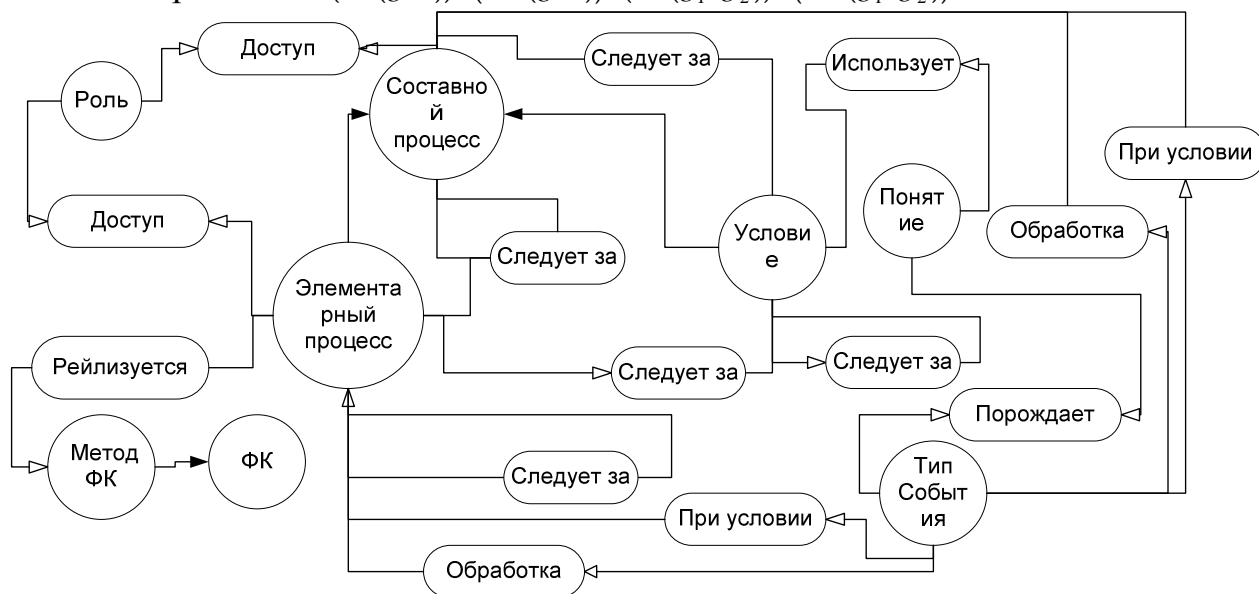 Доступ
Следует за
Использует
Роль
Составно
й
процесс
При условии
Понят
ие
Доступ
Обработка
Услови
е
Следует за
Элемента
рный
процесс
Рейлизуется
Следует за
Следует за
Порождает
Метод
ФК
ФК
Тип
Событ
ия
Следует за
При условии
Обработка